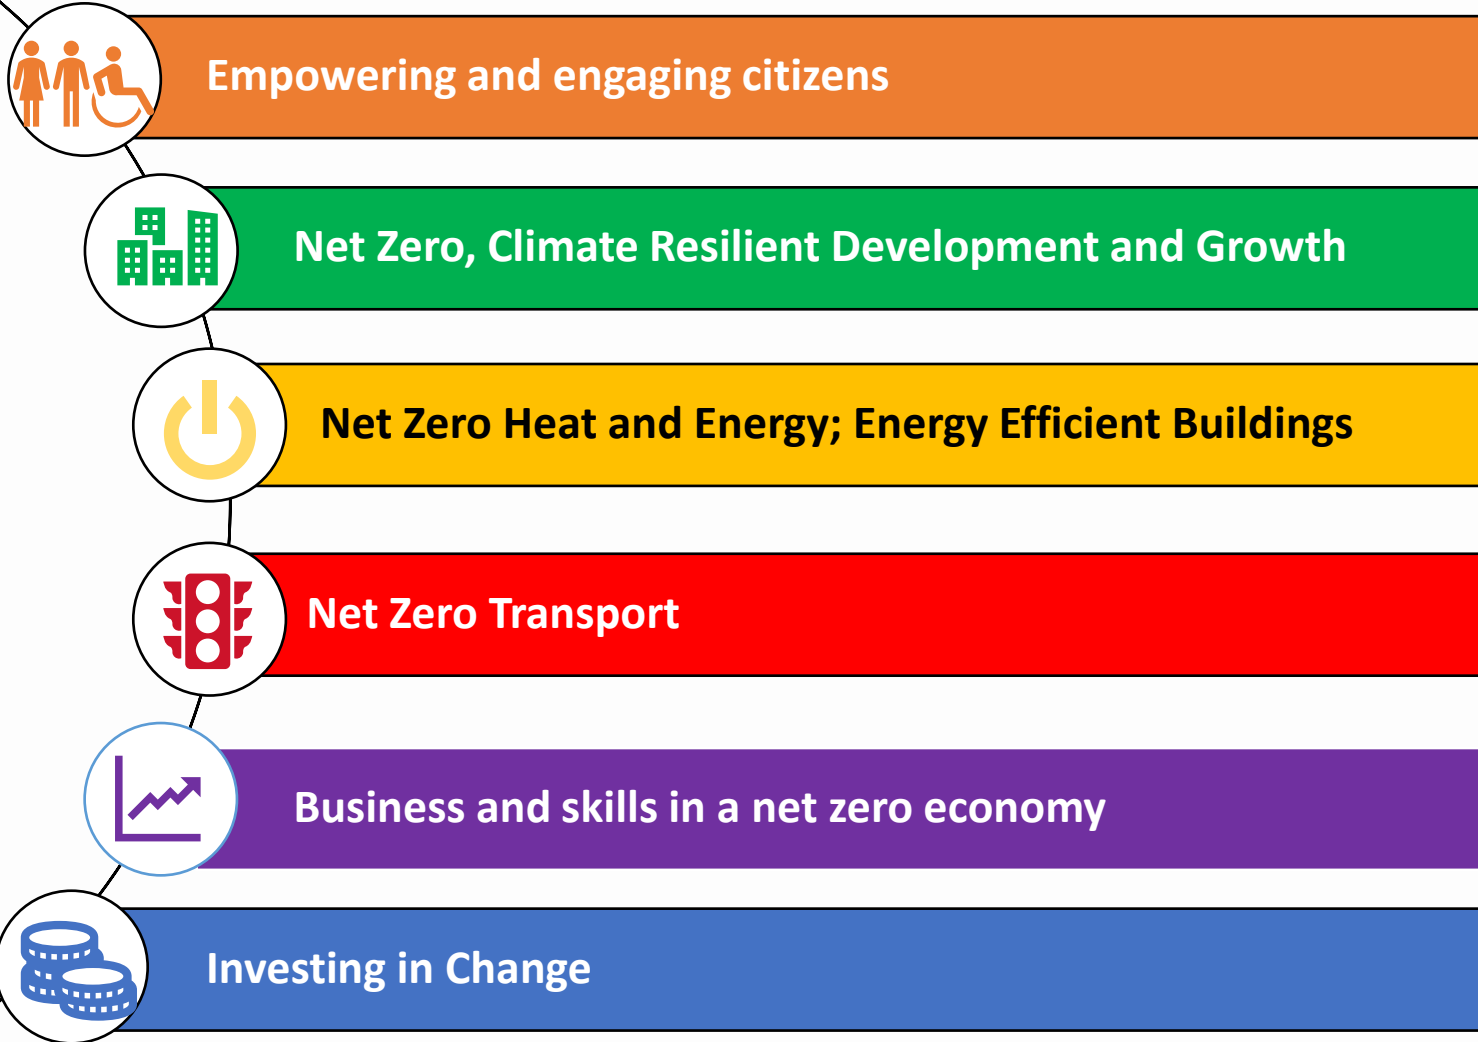 Empowering and engaging citizens
Net Zero, Climate Resilient Development and Growth
Net Zero Heat and Energy; Energy Efficient Buildings
Net Zero Transport
Business and skills in a net zero economy
Investing in Change